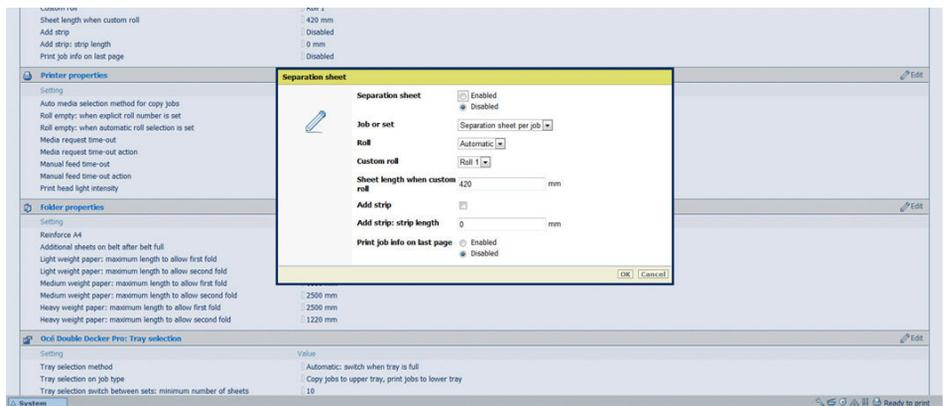 Custom roll Roll 1
Sheet length when custom roll 420 mm
Add strip Disabled
Add strip: strip length 0 mm
Print job info on last page Disabled
Printer properties Edit
Setting
Auto media selection method for copy jobs
Roll empty: when explicit roll number is set
Roll empty: when automatic roll selection is set
Media request time-out
Media request time-out action
Manual feed time-out
Manual feed time-out action
Print head light intensity
Folder properties Edit
Setting
Reinforce A4
Additional sheets on belt after belt full
Light weight paper: maximum length to allow first fold
Light weight paper: maximum length to allow second fold
Medium weight paper: maximum length to allow first fold
Medium weight paper: maximum length to allow second fold 2500 mm
Heavy weight paper: maximum length to allow first fold 2500 mm
Heavy weight paper: maximum length to allow second fold 1220 mm
Océ Double Decker Pro: Tray selection Edit
Setting Value
Tray selection method Automatic: switch when tray is full
Tray selection on job type Copy jobs to upper tray, print jobs to lower tray
Tray selection switch between sets: minimum number of sheets 10
System Ready to print
Separation sheet
Separation sheet Enabled
Disabled
Job or set Separation sheet per job
Roll Automatic
Custom roll Roll 1
Sheet length when custom
roll 420 mm
Add strip
Add strip: strip length 0 mm
Print job info on last page Enabled
Disabled
OK Cancel